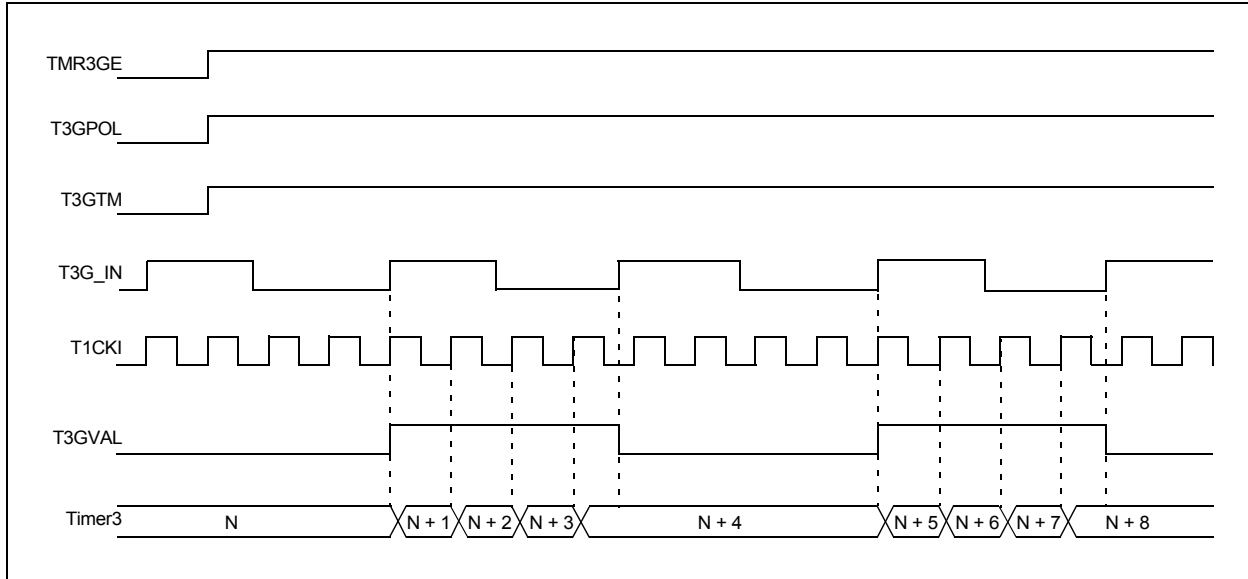 TMR3GE
T3GPOL
T3GTM
T3G_IN
T1CKI
T3GVAL
Timer3 N N + 1 N + 2 N + 3 N + 4 N + 5 N + 6 N + 7 N + 8